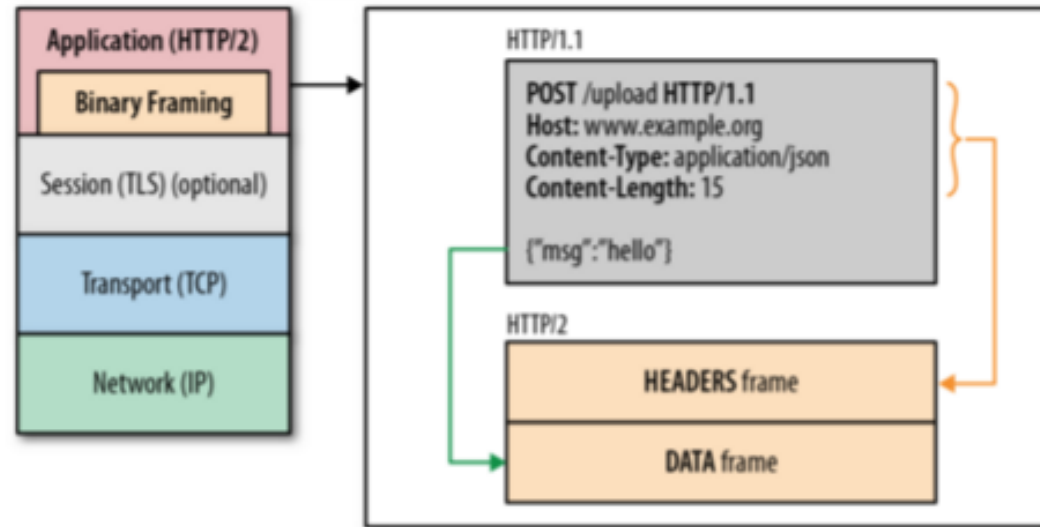 Application (HTTP/2)
Binary Framing
Session (TLS) (optional)
Transport (TCP)
Network (IP)
HTTP/1.1
POST /upload HTTP/1.1
Host: www.example.org
Content-Type: application/json
Content-Length: 15
{"msg":"hello"}
HTTP/2
HEADERS frame
DATA frame